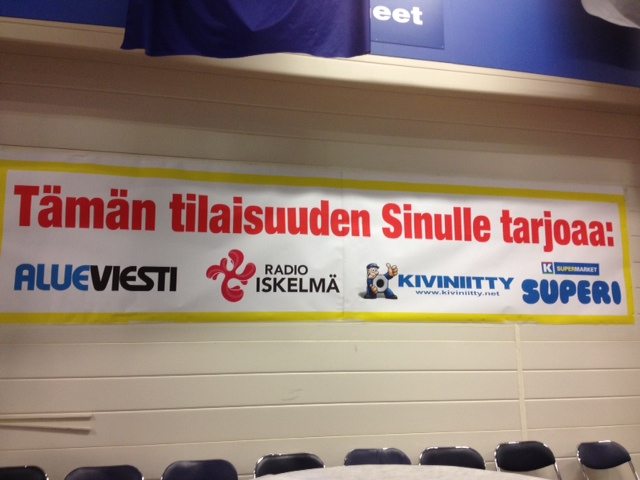 eet
Tämän tilaisuuden Sinulle tarjoaa:
ALUEVIESTI
RADIO
ISKELMÄ
KIVINIITTY
www.kiviniitty.net
K SUPERMARKET
SUPERI